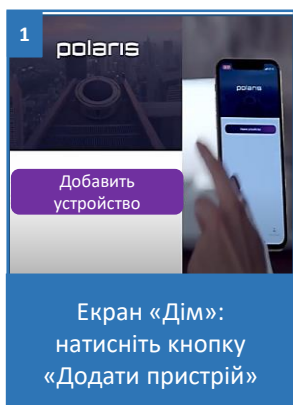 1
polaris
polaris
Добавить
устройство
Екран «Дім»:
натисніть кнопку
«Додати пристрій»